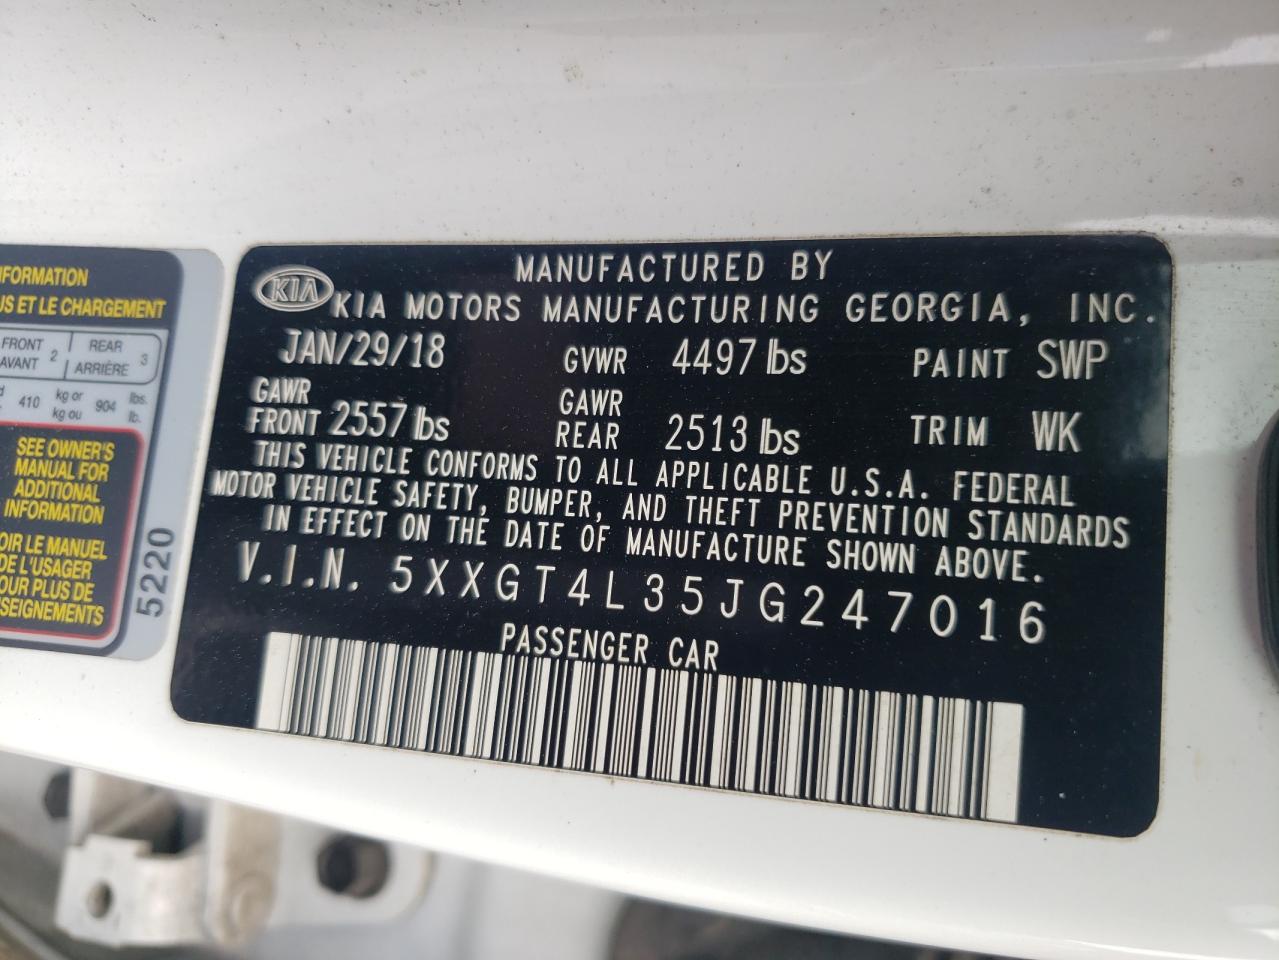 INFORMATION
US ET LE CHARGEMENT
FRONT 2 REAR 3
AVANT ARRIÈRE
410 kg or 904 lbs.
kg ou lb.
SEE OWNER'S
MANUAL FOR
ADDITIONAL
INFORMATION
OIR LE MANUEL
DE L'USAGER
POUR PLUS DE
SEIGNEMENTS
5220
KIA
MANUFACTURED BY
KIA MOTORS MANUFACTURING GEORGIA, INC.
JAN/29/18 GVWR 4497 lbs PAINT SWP
GAWR FRONT 2557 lbs GAWR REAR 2513 lbs TRIM WK
THIS VEHICLE CONFORMS TO ALL APPLICABLE U.S.A. FEDERAL
MOTOR VEHICLE SAFETY, BUMPER, AND THEFT PREVENTION STANDARDS
IN EFFECT ON THE DATE OF MANUFACTURE SHOWN ABOVE.
V.I.N. 5XXGT4L35JG247016
PASSENGER CAR